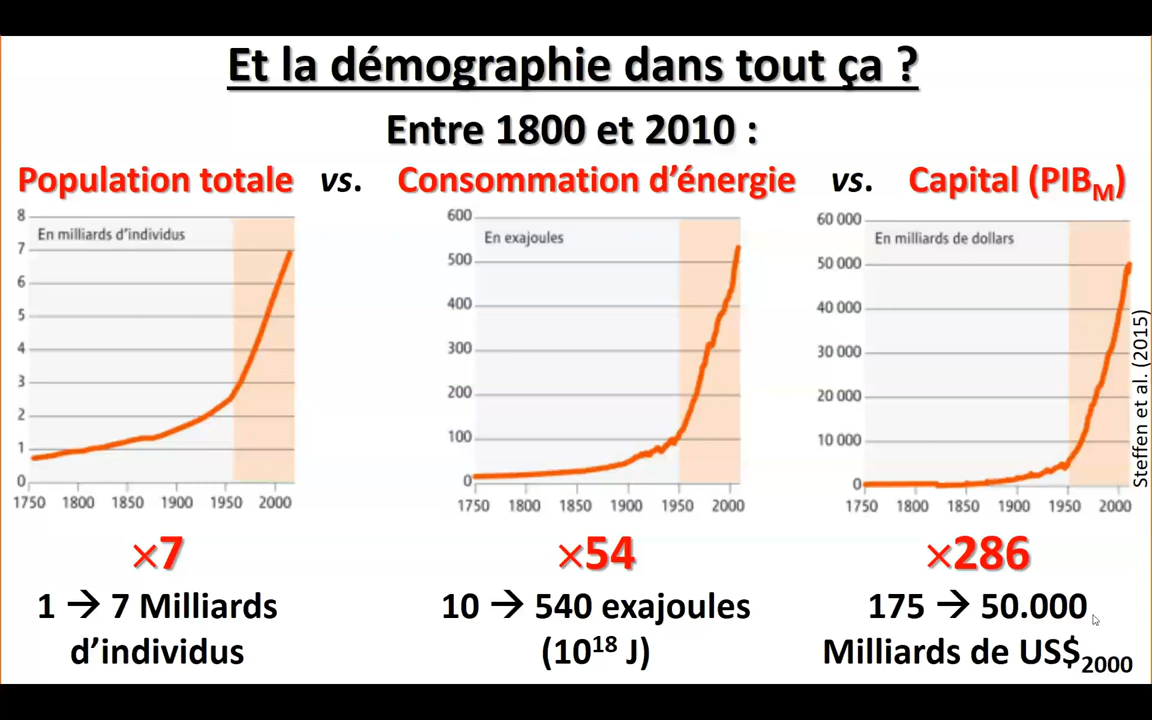 Et la démographie dans tout ça ?
Entre 1800 et 2010 :
Population totale vs. Consommation d'énergie vs. Capital (PIBM)
En milliards d'individus
8
7
6
5
4
3
2
1
0
1750 1800 1850 1900 1950 2000
En exajoules
600
500
400
300
200
100
0
1750 1800 1850 1900 1950 2000
En milliards de dollars
60 000
50 000
40 000
30 000
20 000
10 000
0
1750 1800 1850 1900 1950 2000
Steffen et al. (2015)
×7
1 → 7 Milliards
d'individus
×54
10 → 540 exajoules
(10¹⁸ J)
×286
175 → 50.000
Milliards de US$2000